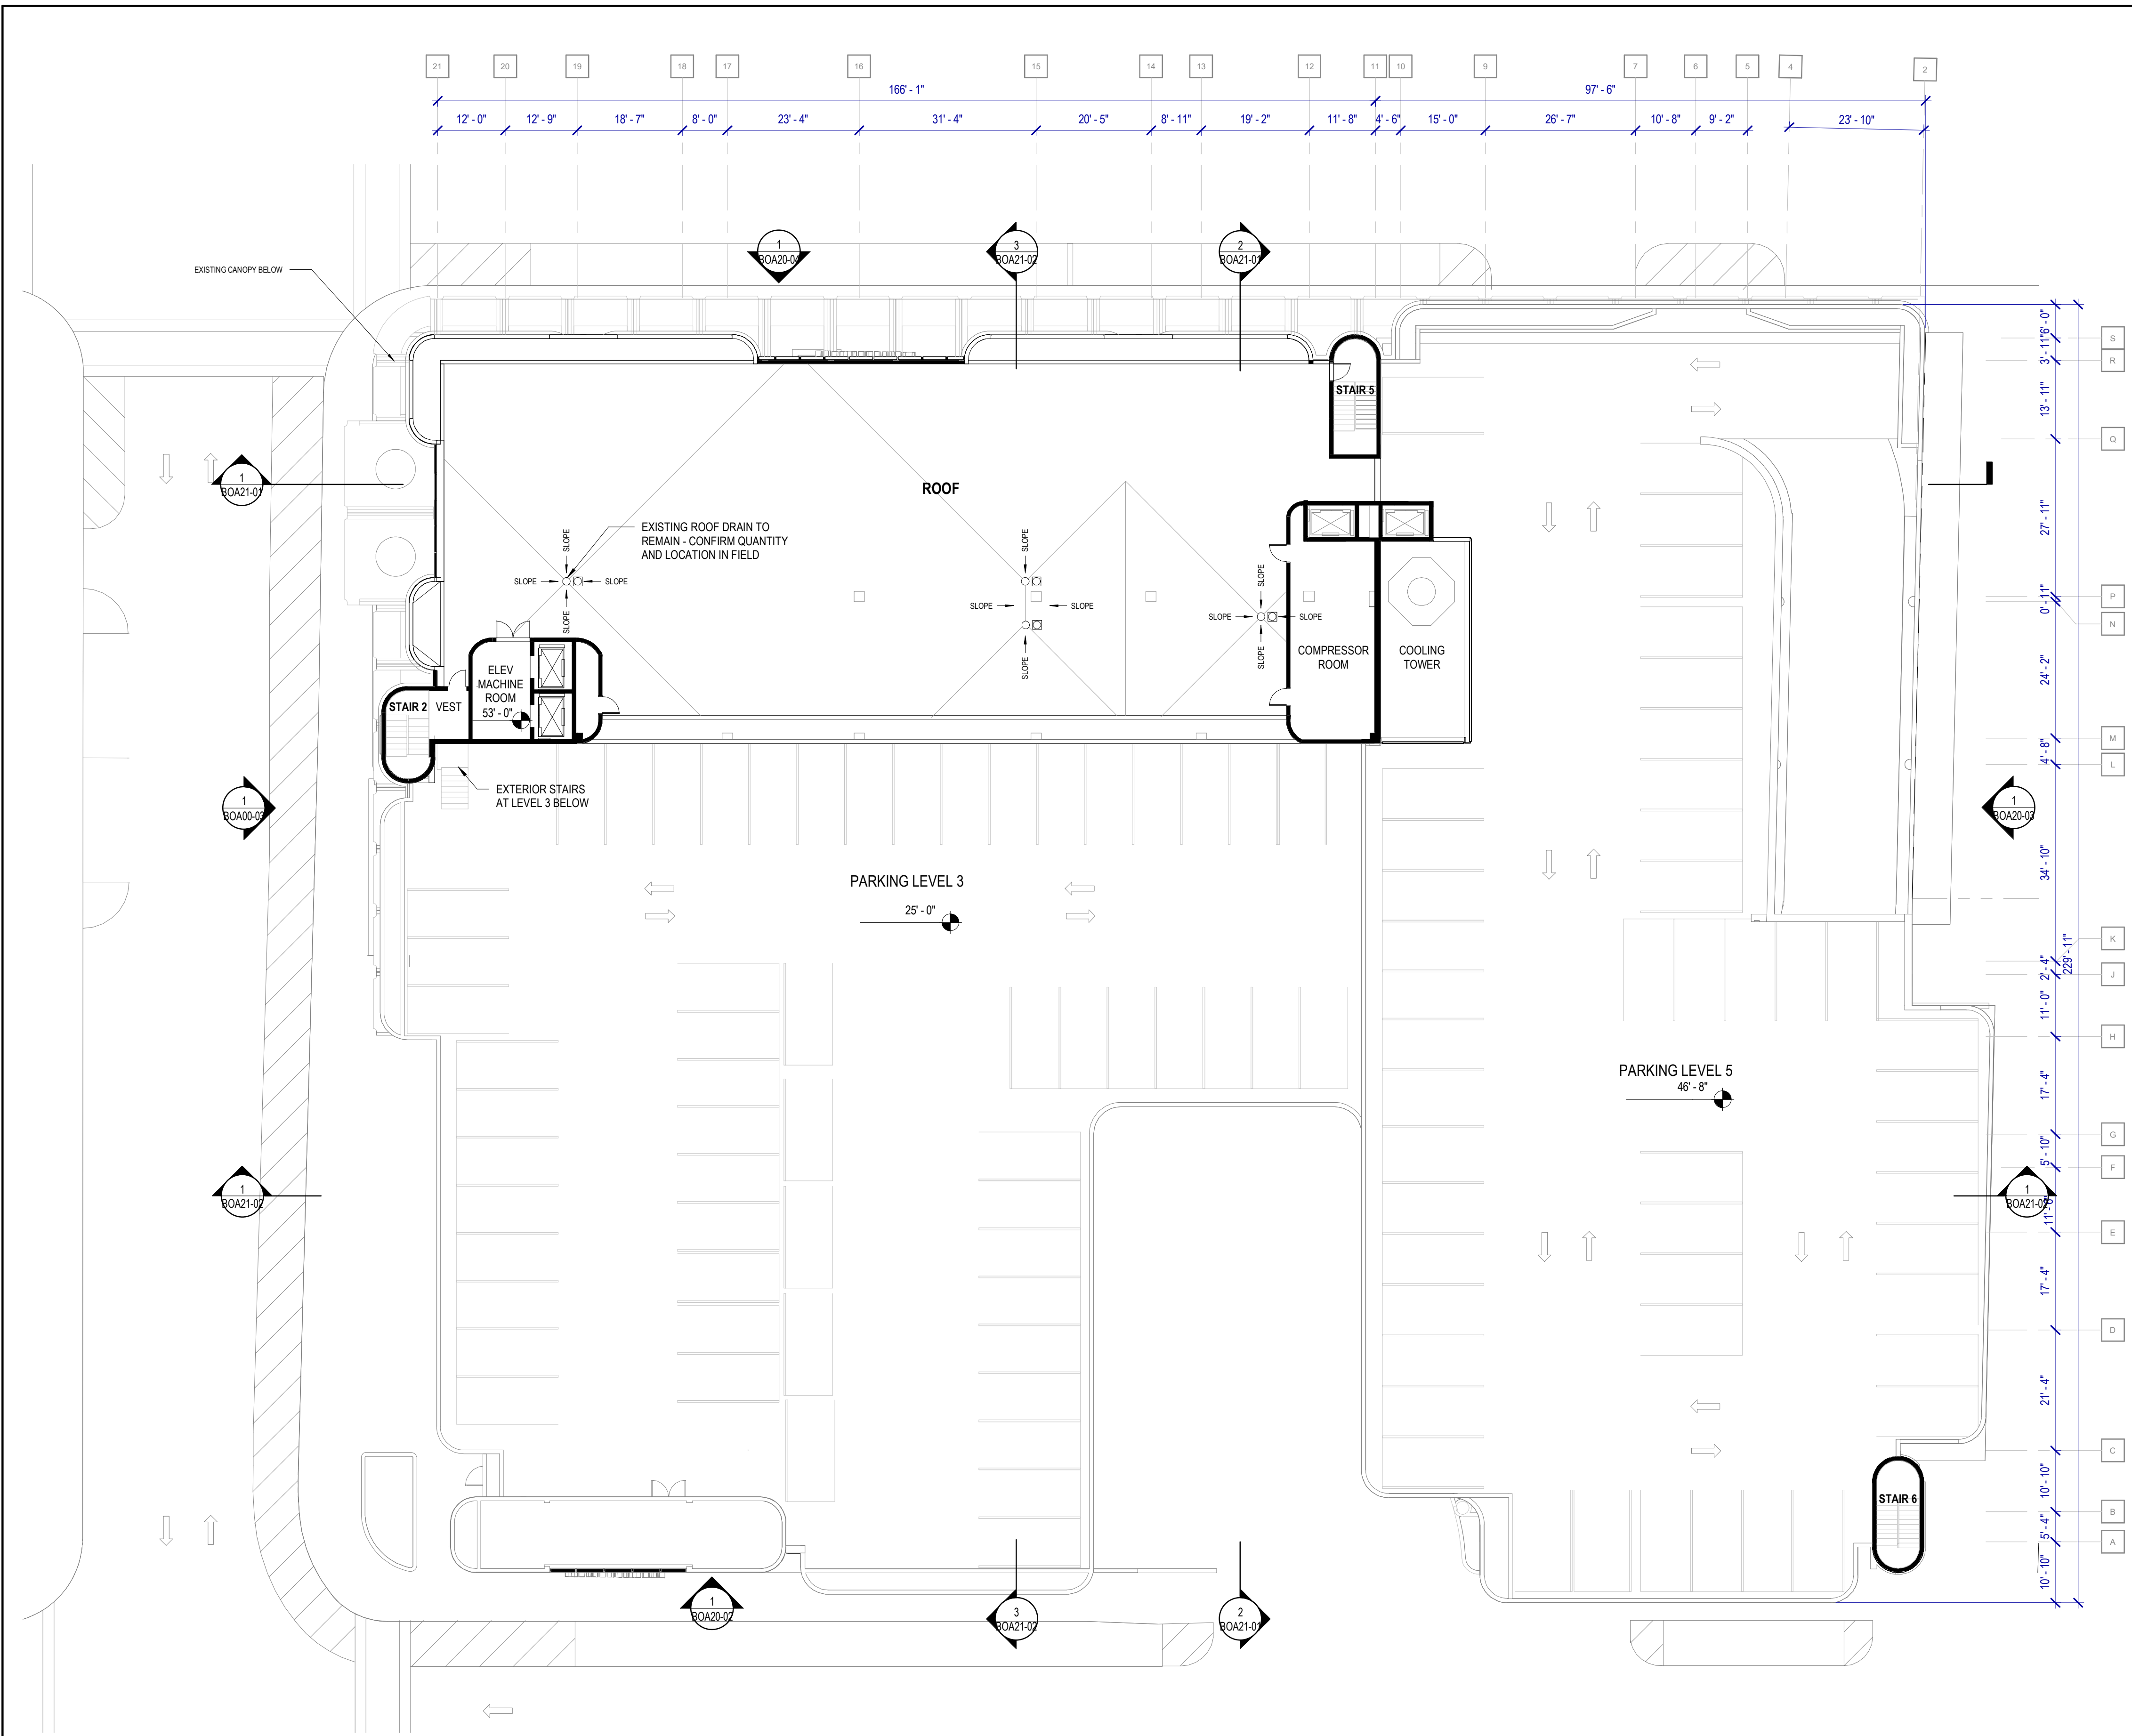 21 20 19 18 17 16 15 14 13 12 11 10 9 7 6 5 4 2
166' - 1" 97' - 6"
12' - 0" 12' - 9" 18' - 7" 8' - 0" 23' - 4" 31' - 4" 20' - 5" 8' - 11" 19' - 2" 11' - 8" 4' - 6" 15' - 0" 26' - 7" 10' - 8" 9' - 2" 23' - 10"
1
BOA20-04
3
BOA21-02
2
BOA21-01
EXISTING CANOPY BELOW
6' - 0"
S
3' - 11"
R
13' - 11"
Q
STAIR 5
1
BOA21-01
ROOF
27' - 11"
EXISTING ROOF DRAIN TO
REMAIN - CONFIRM QUANTITY
AND LOCATION IN FIELD
SLOPE
SLOPE
SLOPE
SLOPE
SLOPE
SLOPE
SLOPE
SLOPE
SLOPE
SLOPE
SLOPE
SLOPE
P
0' - 11"
N
COMPRESSOR
ROOM
COOLING
TOWER
ELEV
MACHINE
ROOM
53' - 0"
STAIR 2
VEST
24' - 2"
M
4' - 8"
L
EXTERIOR STAIRS
AT LEVEL 3 BELOW
1
BOA00-03
1
BOA20-03
34' - 10"
PARKING LEVEL 3
25' - 0"
K
229' - 11"
2' - 4"
J
11' - 0"
H
PARKING LEVEL 5
46' - 8"
17' - 4"
G
5' - 10"
F
1
BOA21-02
1
BOA21-02
11' - 6"
E
17' - 4"
D
21' - 4"
C
10' - 10"
STAIR 6
B
5' - 4"
A
10' - 10"
1
BOA20-02
3
BOA21-02
2
BOA21-01